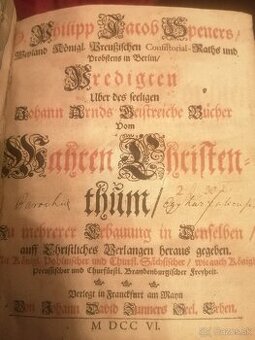 Philipp Jacob Speners/
Weyland Königl. Preußischen Consistorial-Raths und
Probstens in Berlin/
Predigten
Uber des seeligen
Johann Arnds Geistreiche Bücher
Vom
Wahren Christen-
thum/
Zu mehrerer Erbauung in Denselben/
auff Christliches Verlangen heraus gegeben.
Mit Königl. Pohlnischer und Churfl. Sächsischer/ wie auch Königl.
Preussischer und Churfürstl. Brandenburgischer Freyheit.
Verlegt in Franckfurt am Mayn
Von Johann David Zunners Seel. Erben.
M DCC VI.